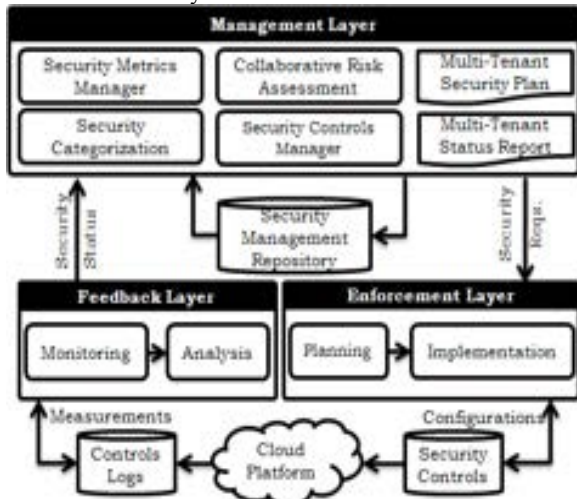 Management Layer
Security Metrics
Manager
Collaborative Risk
Assessment
Multi-Tenant
Security Plan
Security
Categorization
Security Controls
Manager
Multi-Tenant
Status Report
Security
Status
Security
Management
Repository
Security
Reqs.
Feedback Layer
Enforcement Layer
Monitoring
Analysis
Planning
Implementation
Measurements
Configurations
Controls
Logs
Cloud
Platform
Security
Controls